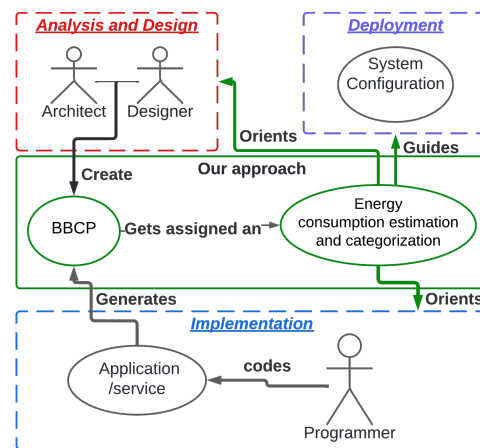 Analysis and Design
Deployment
System
Configuration
Architect
Designer
Orients
Guides
Create
Our approach
BBCP
Gets assigned an
Energy
consumption estimation
and categorization
Generates
Orients
Implementation
Application
/service
codes
Programmer